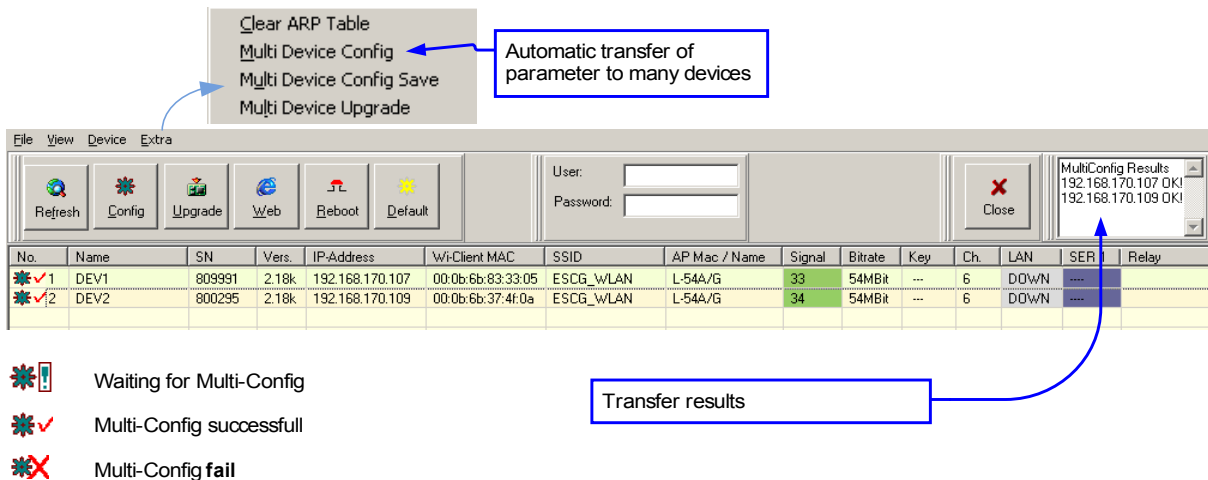 Clear ARP Table
Multi Device Config
Multi Device Config Save
Multi Device Upgrade
Automatic transfer of
parameter to many devices
File View Device Extra
Refresh Config Upgrade Web Reboot Default
User:
Password:
Close
MultiConfig Results
192.168.170.107 OK!
192.168.170.109 OK!
No. Name SN Vers. IP-Address Wi-Client MAC SSID AP Mac / Name Signal Bitrate Key Ch. LAN SER 1 Relay
1 DEV1 809991 2.18k 192.168.170.107 00:0b:6b:83:33:05 ESCG_WLAN L-54A/G 33 54MBit --- 6 DOWN ----
2 DEV2 800295 2.18k 192.168.170.109 00:0b:6b:37:4f:0a ESCG_WLAN L-54A/G 34 54MBit --- 6 DOWN ----
Waiting for Multi-Config
Multi-Config successfull
Multi-Config fail
Transfer results